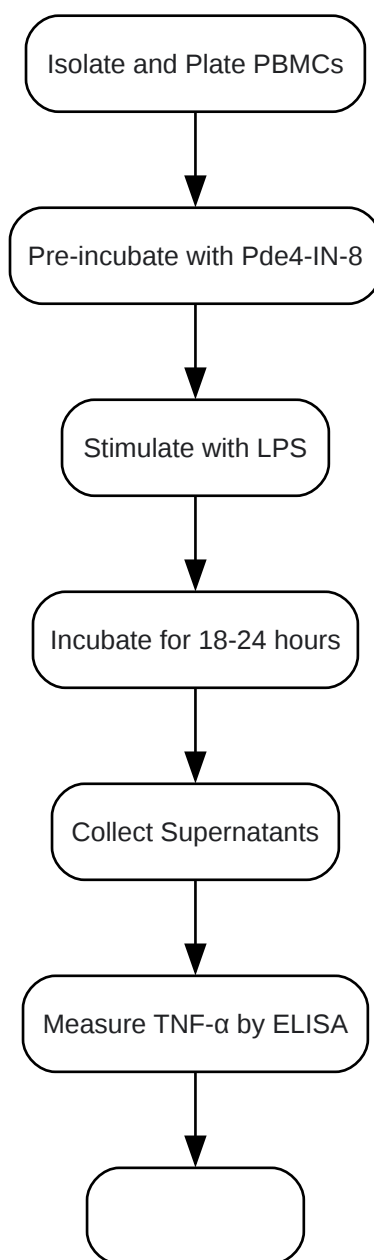 Isolate and Plate PBMCs
Pre-incubate with Pde4-IN-8
Stimulate with LPS
Incubate for 18-24 hours
Collect Supernatants
Measure TNF-α by ELISA